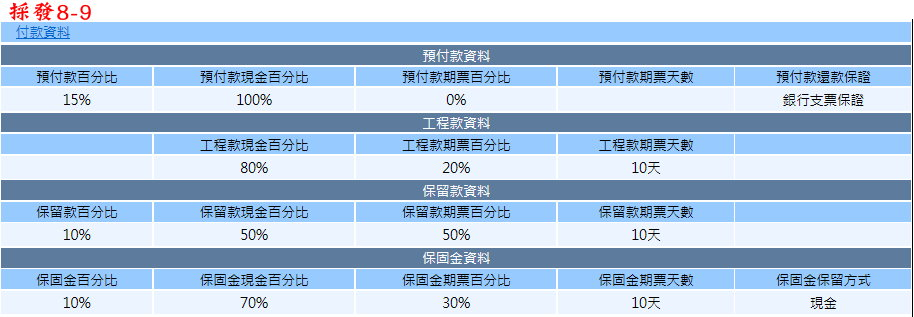 採發8-9
付款資料
預付款資料
預付款百分比 預付款現金百分比 預付款期票百分比 預付款期票天數 預付款還款保證
15% 100% 0% 銀行支票保證
工程款資料
工程款現金百分比 工程款期票百分比 工程款期票天數
80% 20% 10天
保留款資料
保留款百分比 保留款現金百分比 保留款期票百分比 保留款期票天數
10% 50% 50% 10天
保固金資料
保固金百分比 保固金現金百分比 保固金期票百分比 保固金期票天數 保固金保留方式
10% 70% 30% 10天 現金